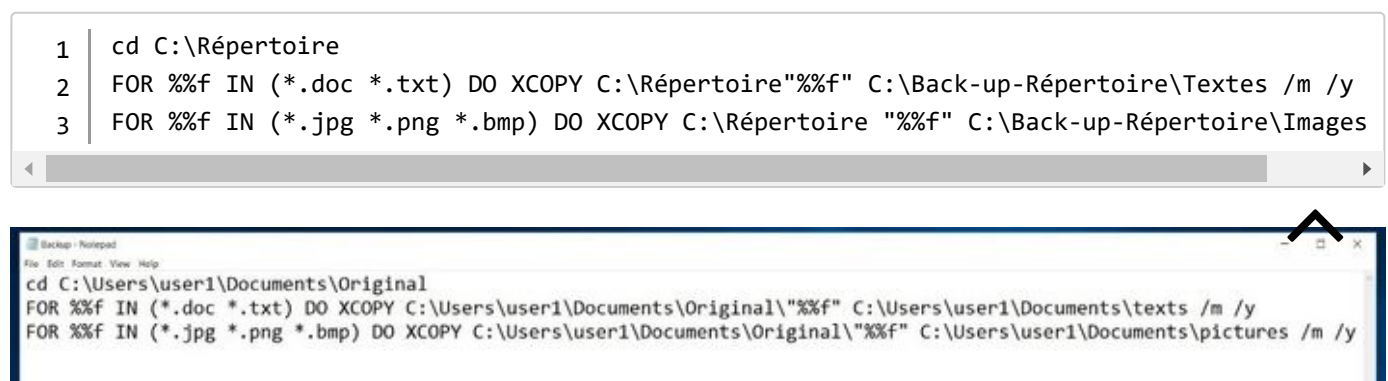 1 cd C:\Répertoire
2 FOR %%f IN (*.doc *.txt) DO XCOPY C:\Répertoire"%%f" C:\Back-up-Répertoire\Textes /m /y
3 FOR %%f IN (*.jpg *.png *.bmp) DO XCOPY C:\Répertoire "%%f" C:\Back-up-Répertoire\Images
Backup - Notepad
File Edit Format View Help
cd C:\Users\user1\Documents\Original
FOR %%f IN (*.doc *.txt) DO XCOPY C:\Users\user1\Documents\Original\"%%f" C:\Users\user1\Documents\texts /m /y
FOR %%f IN (*.jpg *.png *.bmp) DO XCOPY C:\Users\user1\Documents\Original\"%%f" C:\Users\user1\Documents\pictures /m /y